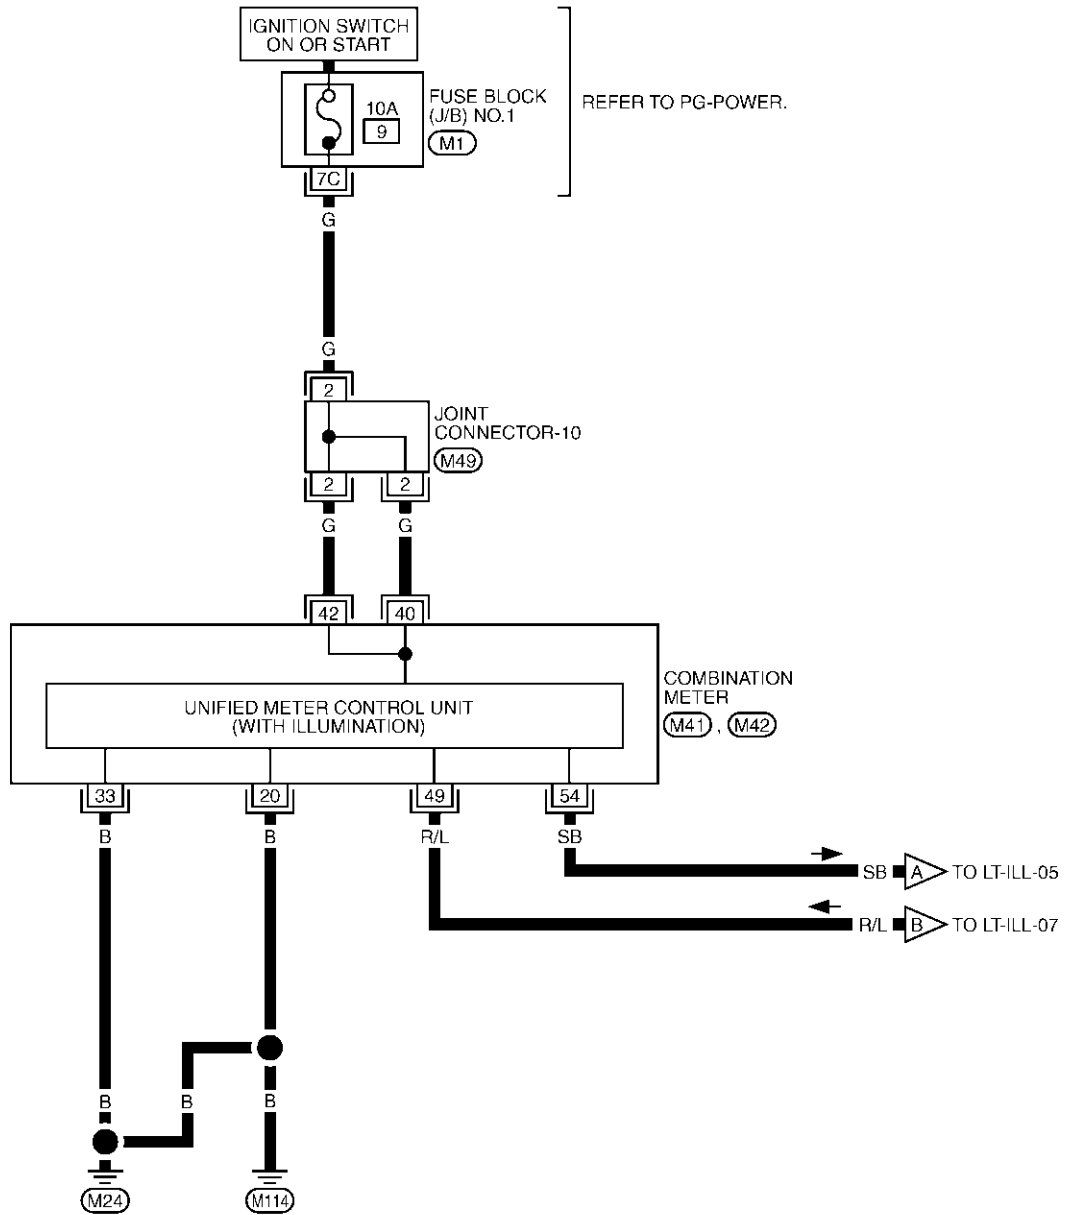 IGNITION SWITCH
ON OR START
10A
9
FUSE BLOCK
(J/B) NO.1
M1
REFER TO PG-POWER.
7C
G
G
2
JOINT
CONNECTOR-10
M49
2
2
G
G
42
40
UNIFIED METER CONTROL UNIT
(WITH ILLUMINATION)
COMBINATION
METER
M41 , M42
33
20
49
54
B
B
R/L
SB
SB
A
TO LT-ILL-05
R/L
B
TO LT-ILL-07
B
B
B
M24
M114